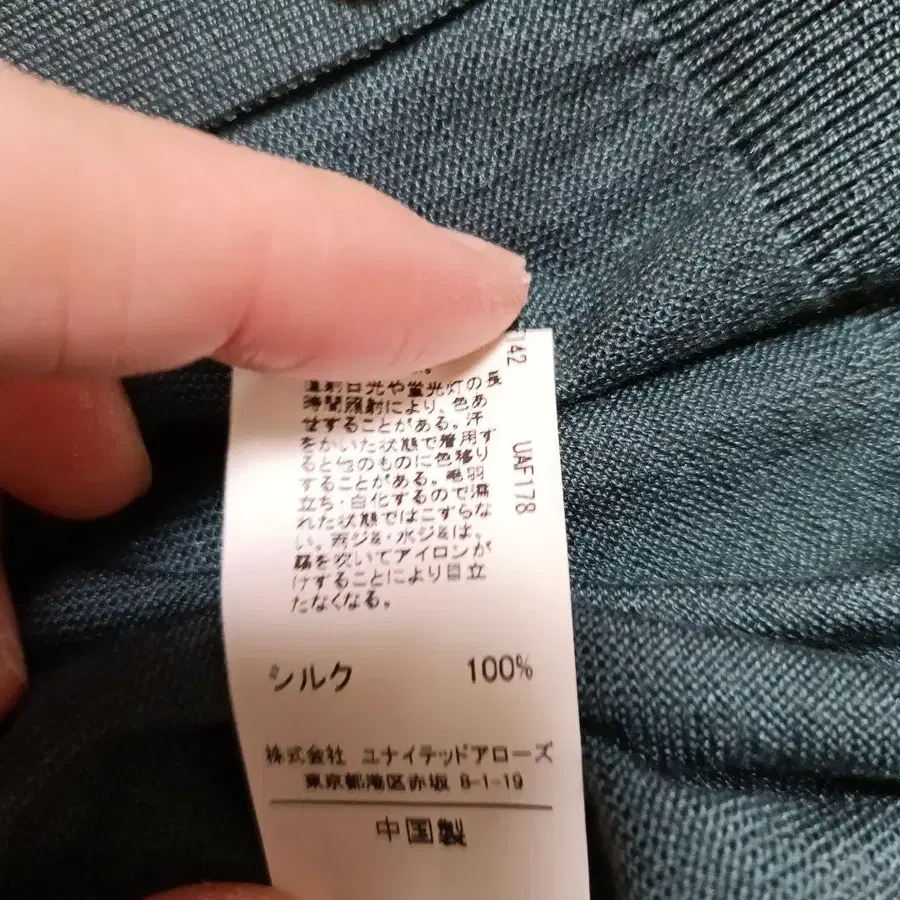 直射日光や蛍光灯の長
時間照射により、色あ
せすることがある。汗
をかいた状態で着用す
ると他のものに色移り
することがある。毛羽
立ち・白化するので濡
れた状態ではこすらな
い。水ジミは、
霧を吹いてアイロンが
けすることにより目立
たなくなる。
142 UAF178
シルク 100%
株式会社 ユナイテッドアローズ
東京都港区赤坂 8-1-19
中国製